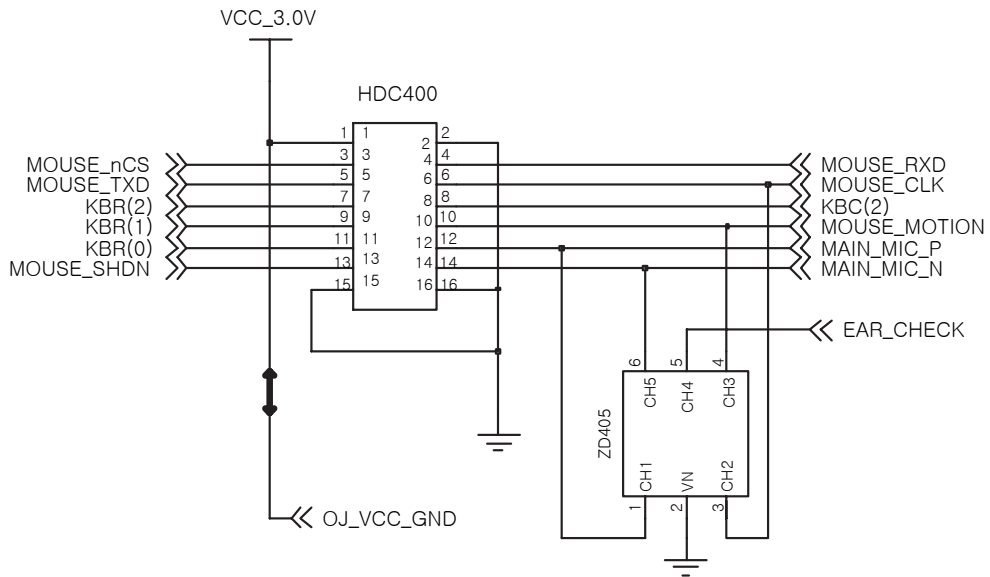 VCC_3.0V
HDC400
1 1 2 2
MOUSE_nCS 3 3 4 4 MOUSE_RXD
MOUSE_TXD 5 5 6 6 MOUSE_CLK
KBR(2) 7 7 8 8 KBC(2)
KBR(1) 9 9 10 10 MOUSE_MOTION
KBR(0) 11 11 12 12 MAIN_MIC_P
MOUSE_SHDN 13 13 14 14 MAIN_MIC_N
15 15 16 16
EAR_CHECK
6 5 4
CH5 CH4 CH3
ZD405
CH1 VN CH2
1 2 3
OJ_VCC_GND